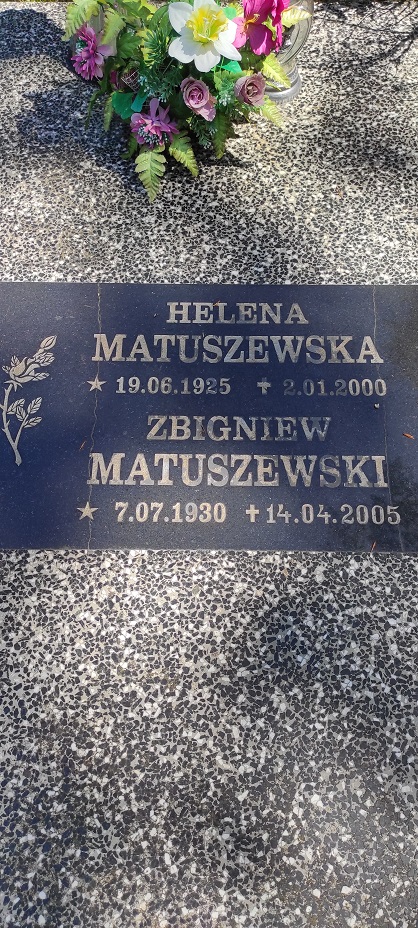 HELENA
MATUSZEWSKA
★ 19.06.1925 ✝ 2.01.2000
ZBIGNIEW
MATUSZEWSKI
★ 7.07.1930 ✝ 14.04.2005